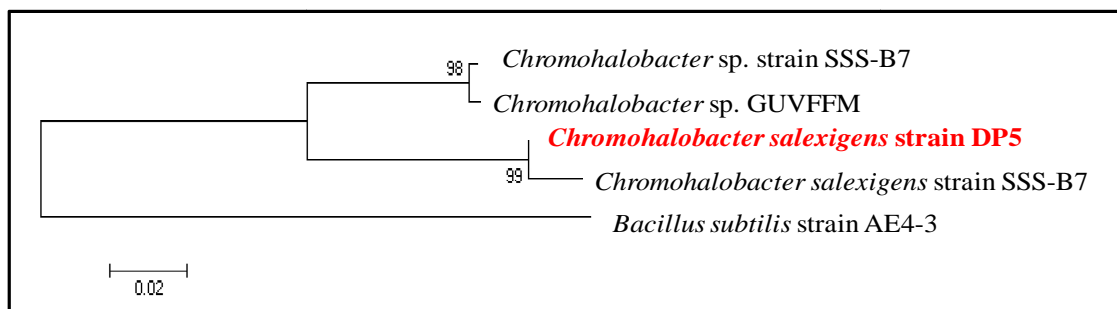 98
Chromohalobacter sp. strain SSS-B7
Chromohalobacter sp. GUVFFM
Chromohalobacter salexigens strain DP5
99
Chromohalobacter salexigens strain SSS-B7
Bacillus subtilis strain AE4-3
0.02